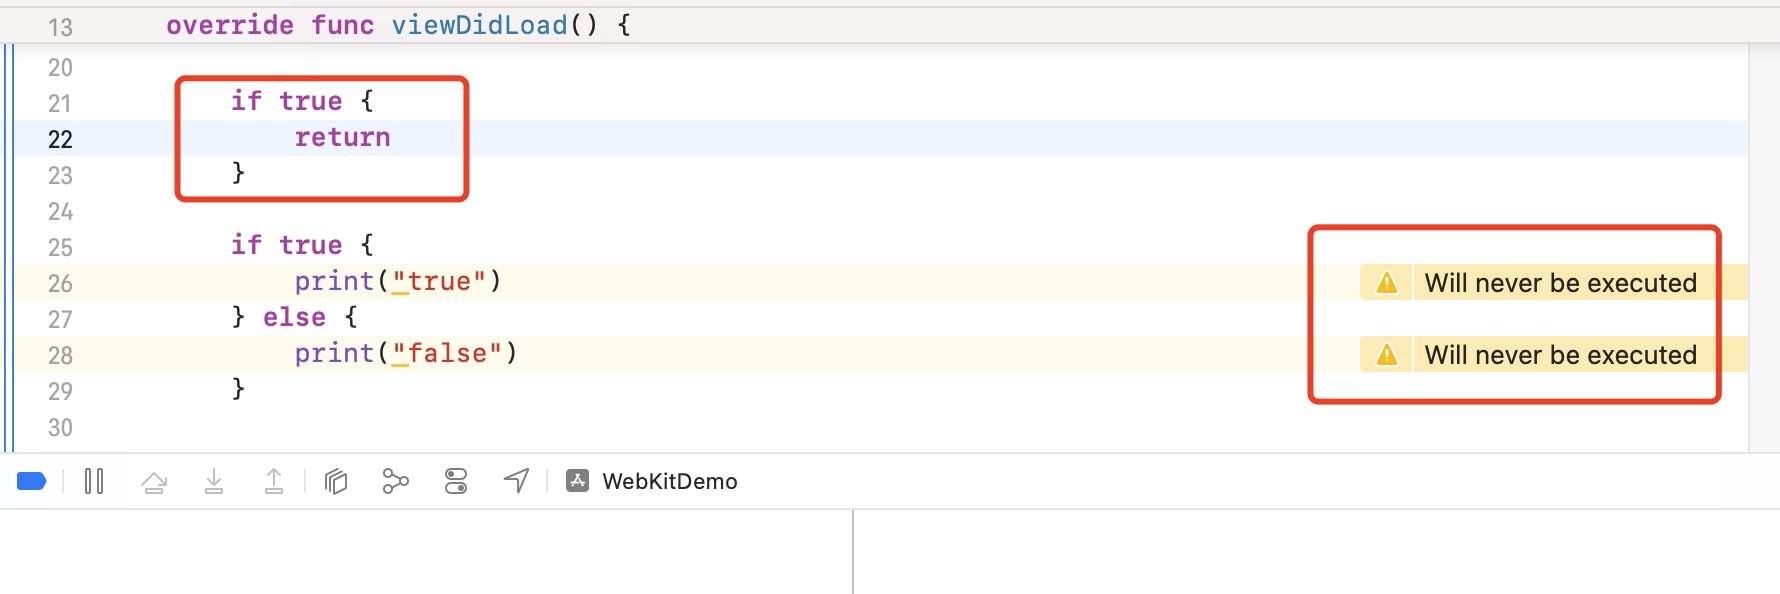 13 override func viewDidLoad() {
20
21 if true {
22 return
23 }
24
25 if true {
26 print("true") Will never be executed
27 } else {
28 print("false") Will never be executed
29 }
30
WebKitDemo